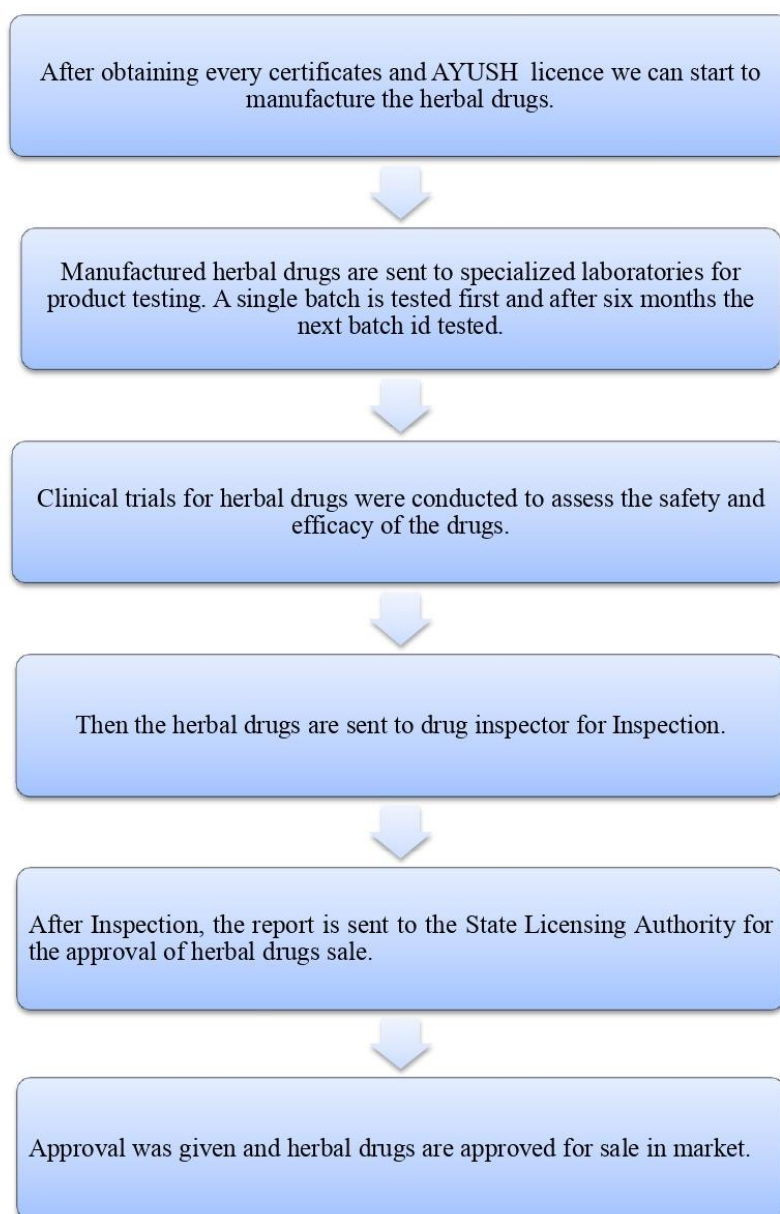 After obtaining every certificates and AYUSH licence we can start to
manufacture the herbal drugs.
Manufactured herbal drugs are sent to specialized laboratories for
product testing. A single batch is tested first and after six months the
next batch id tested.
Clinical trials for herbal drugs were conducted to assess the safety and
efficacy of the drugs.
Then the herbal drugs are sent to drug inspector for Inspection.
After Inspection, the report is sent to the State Licensing Authority for
the approval of herbal drugs sale.
Approval was given and herbal drugs are approved for sale in market.